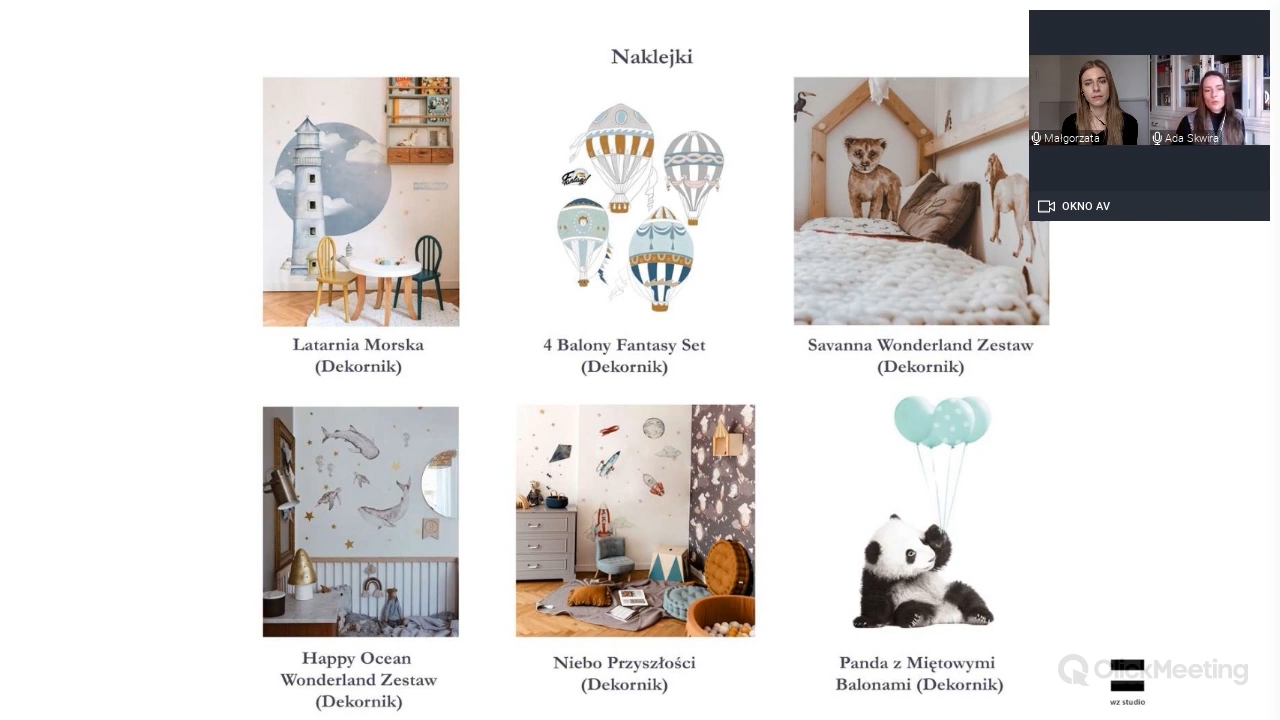 Naklejki
Małgorzata
Ada Skwira
OKNO AV
Fantasy
Latarnia Morska
(Dekornik)
4 Balony Fantasy Set
(Dekornik)
Savanna Wonderland Zestaw
(Dekornik)
Happy Ocean
Wonderland Zestaw
(Dekornik)
Niebo Przyszłości
(Dekornik)
Panda z Miętowymi
Balonami (Dekornik)
ClickMeeting
wz studio